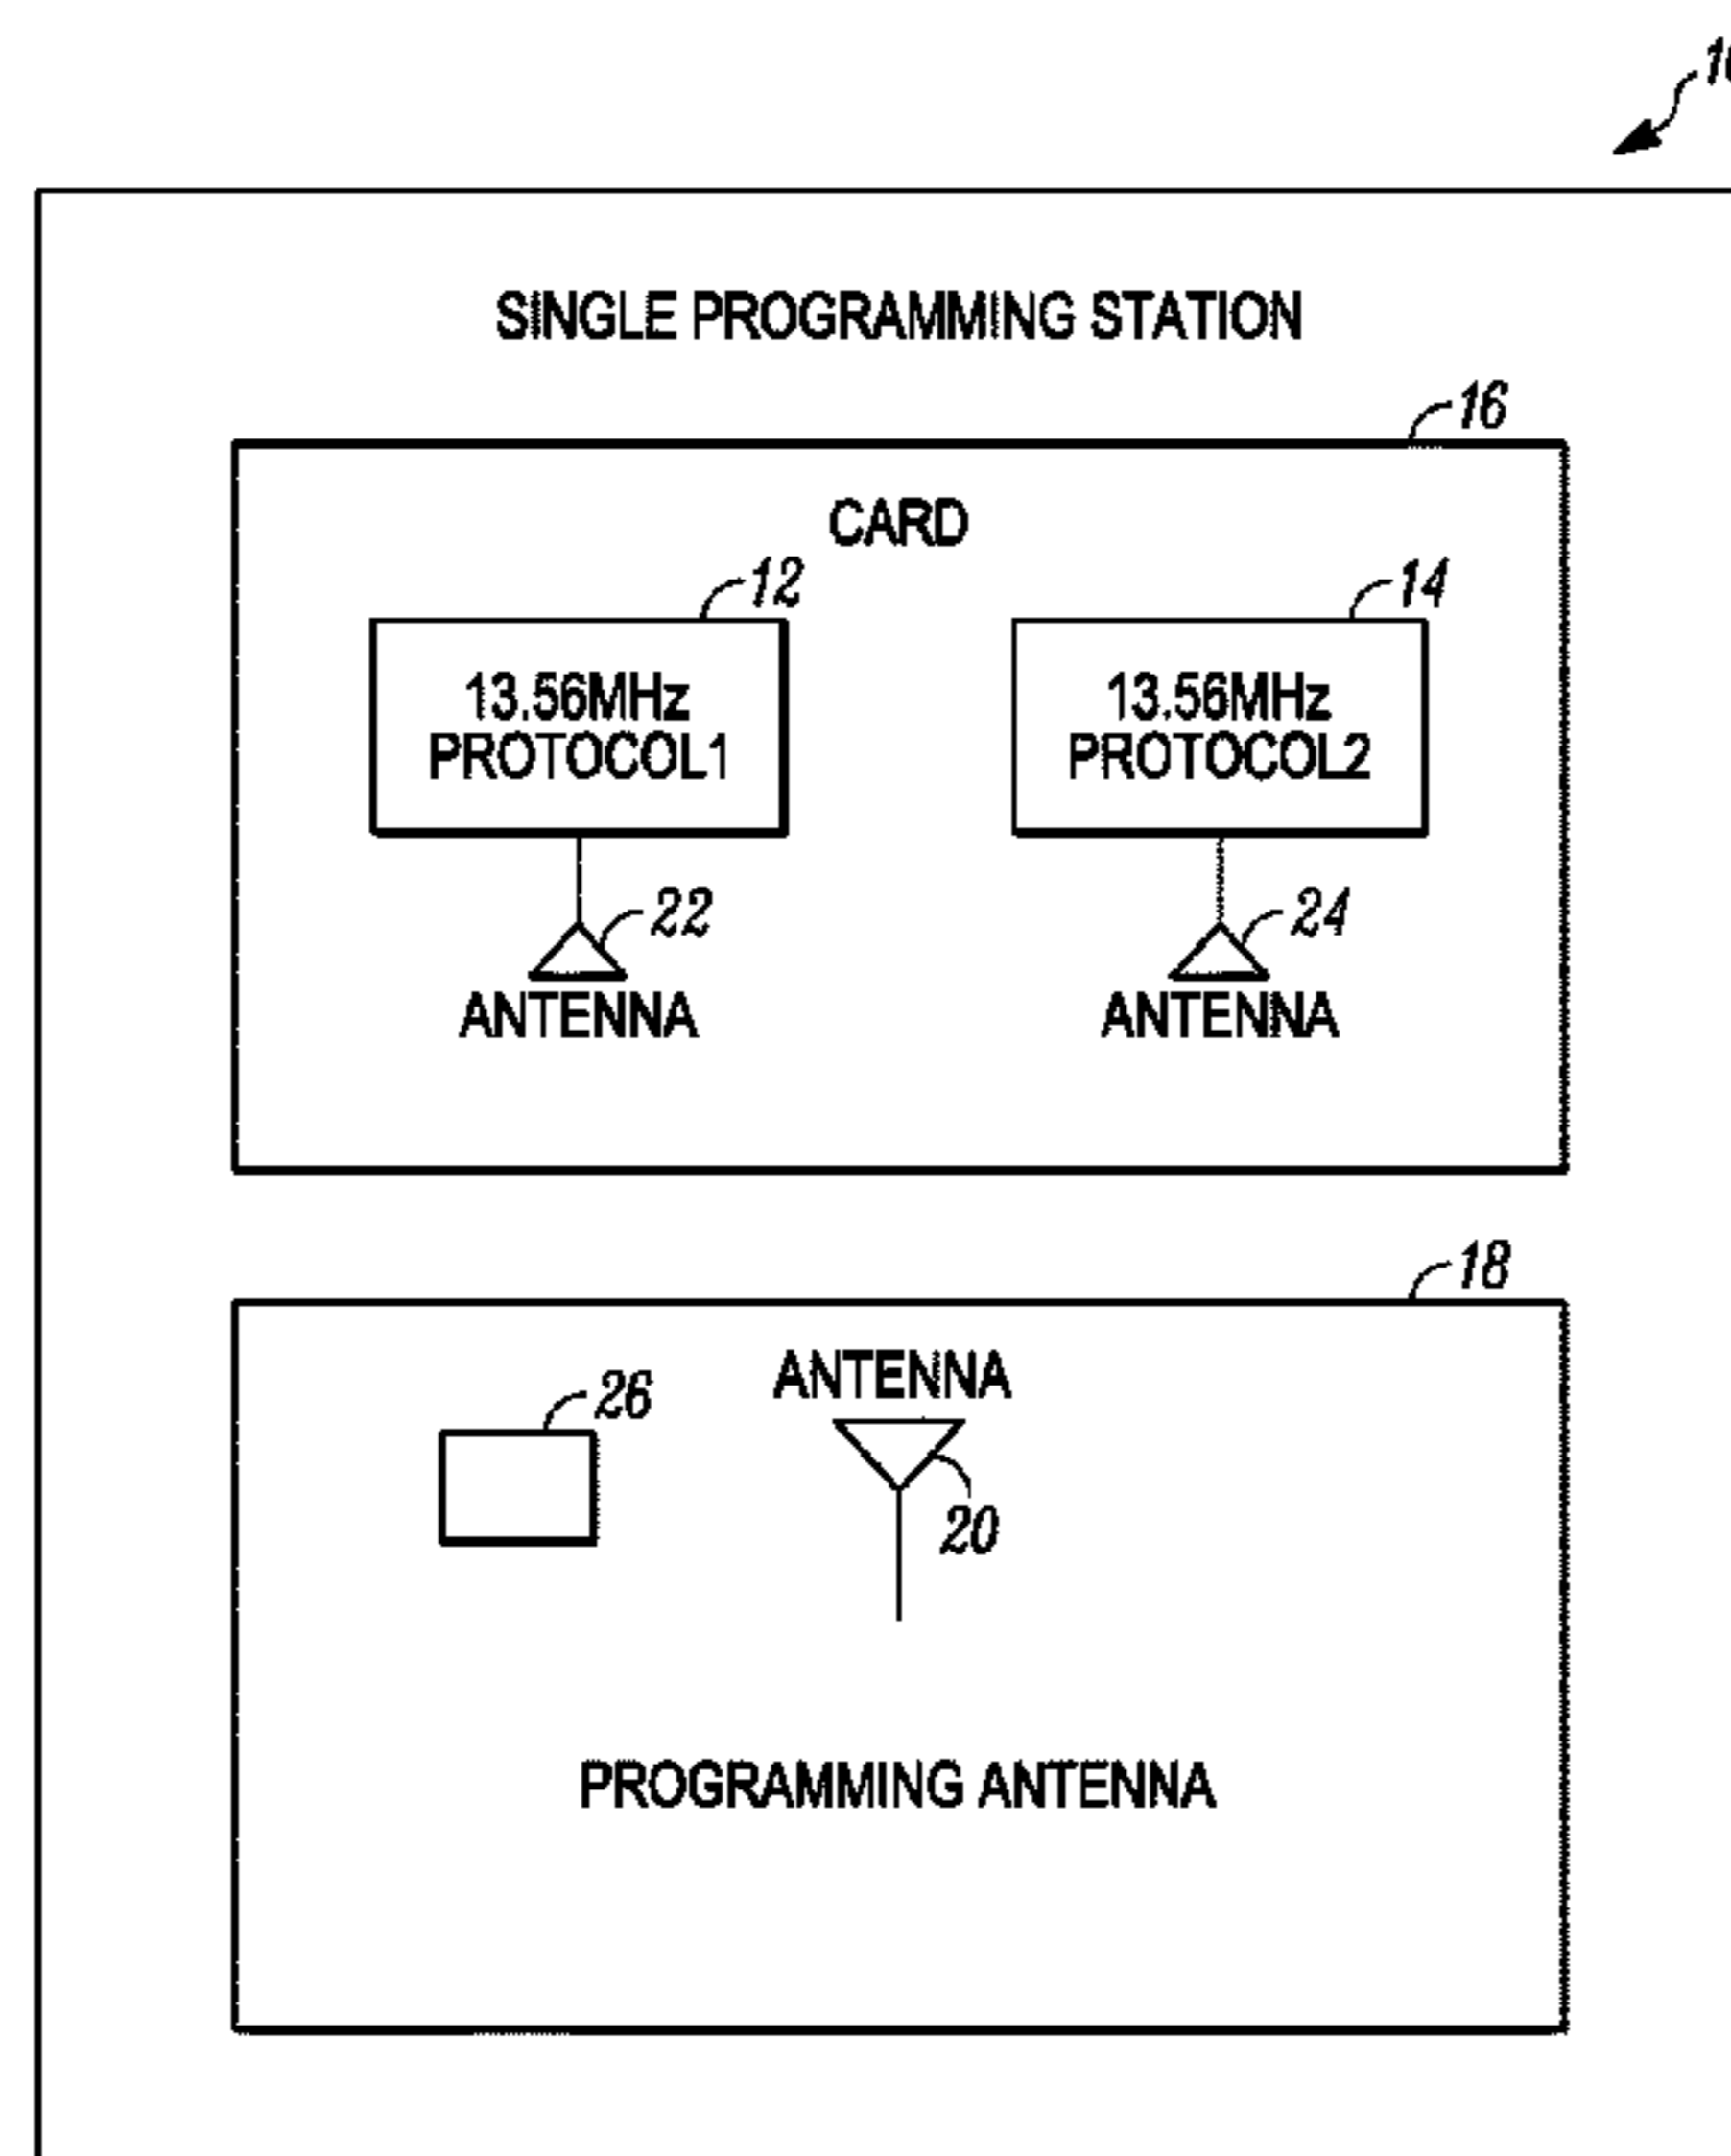 SINGLE PROGRAMMING STATION
16
CARD
12
14
13.56MHz
PROTOCOL1
13.56MHz
PROTOCOL2
22
24
ANTENNA
ANTENNA
18
ANTENNA
26
20
PROGRAMMING ANTENNA